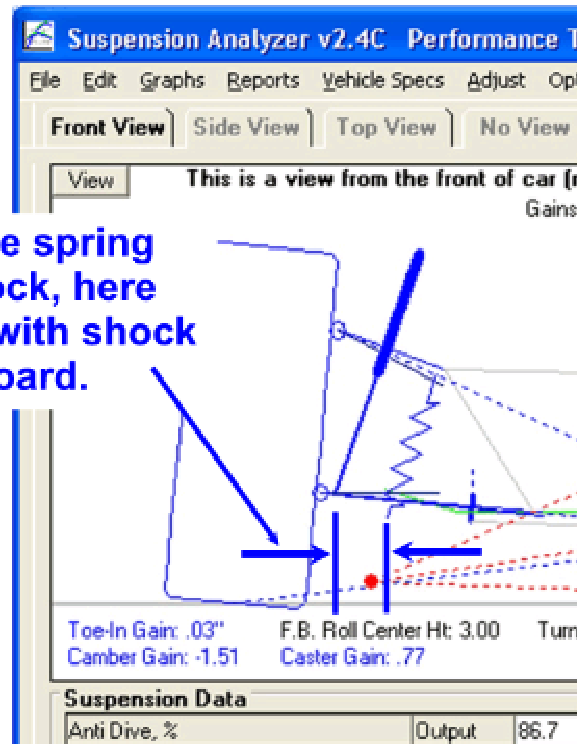 Suspension Analyzer v2.4C Performance T
File Edit Graphs Reports Vehicle Specs Adjust Opt
Front View Side View Top View No View
View This is a view from the front of car (r
Gains
e spring
ock, here
with shock
oard.
Toe-In Gain: .03" F.B. Roll Center Ht: 3.00 Turn
Camber Gain: -1.51 Caster Gain: .77
Suspension Data
Anti Dive, % Output 86.7